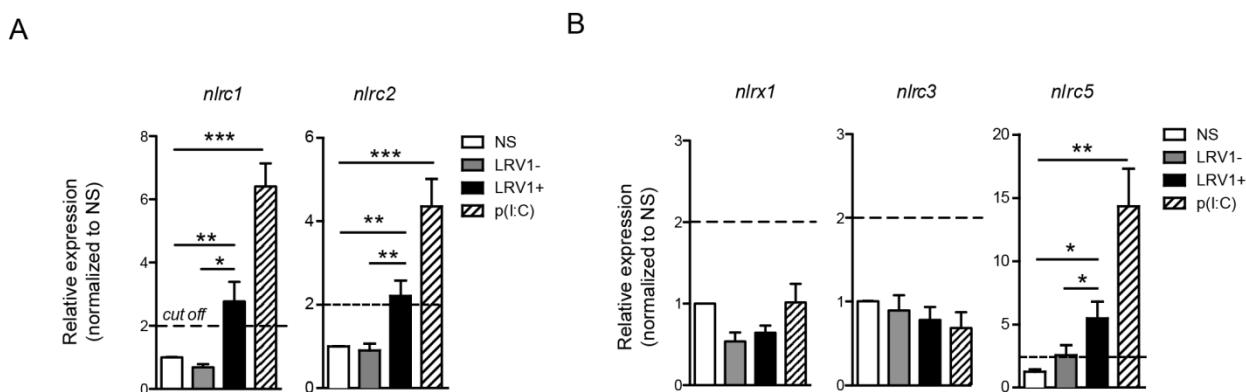 A
B
nlrc1
nlrc2
nlrx1
nlrc3
nlrc5
Relative expression
(normalized to NS)
8
6
4
2
0
***
**
*
cut off
6
4
2
0
***
**
**
NS
LRV1-
LRV1+
p(I:C)
Relative expression
(normalized to NS)
3
2
1
0
3
2
1
0
20
15
10
5
0
**
*
*
NS
LRV1-
LRV1+
p(I:C)